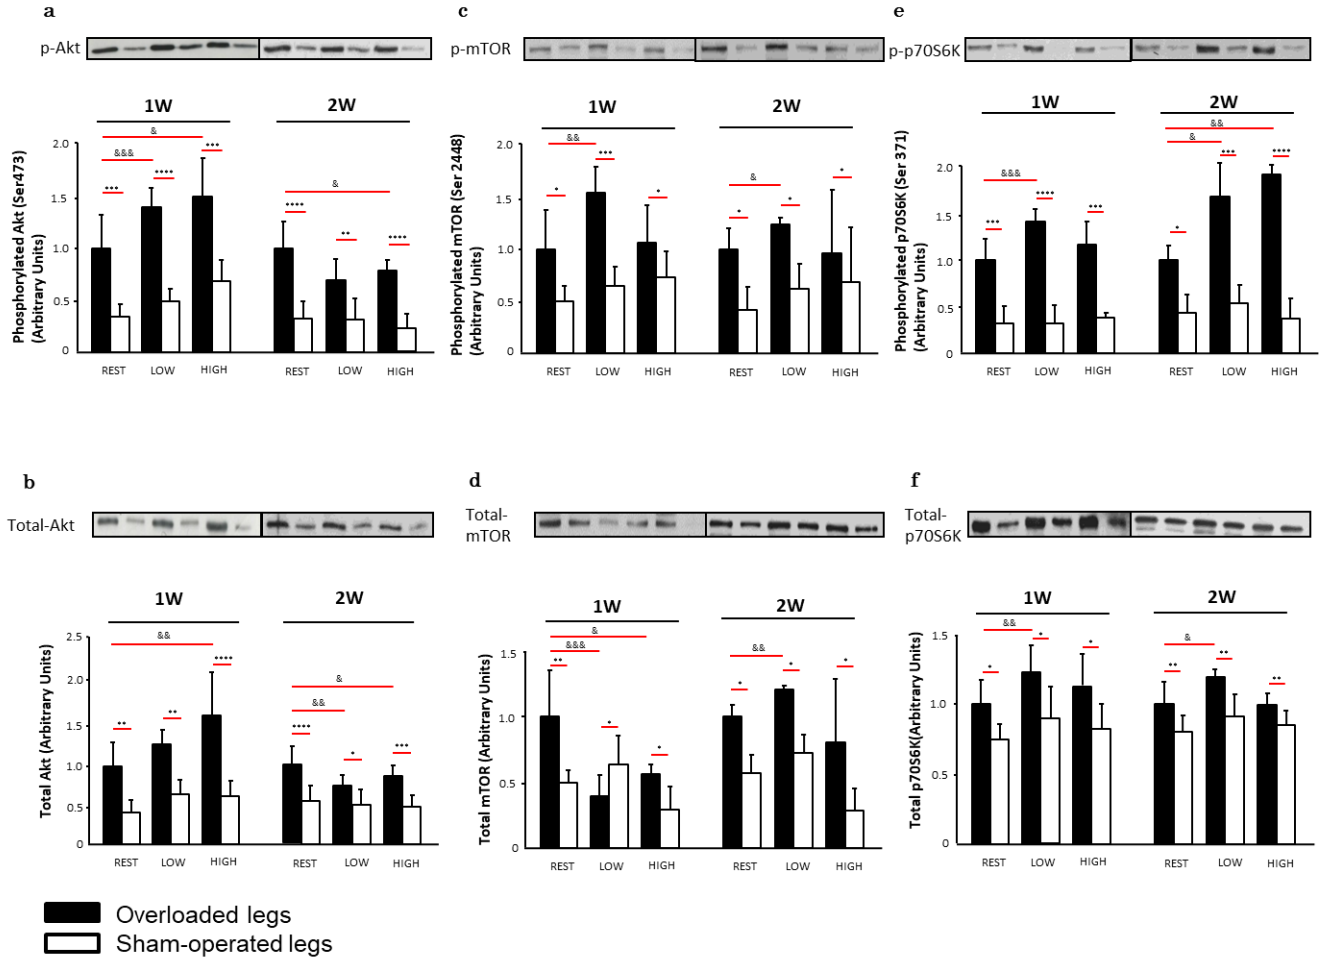 a
p-Akt
1W
2W
&
&&&
***
****
***
&
****
**
****
Phosphorylated Akt (Ser473)
(Arbitrary Units)
2.0
1.5
1.0
0.5
0
REST
LOW
HIGH
REST
LOW
HIGH
c
p-mTOR
1W
2W
&&
*
***
*
&
*
*
*
Phosphorylated mTOR (Ser 2448)
(Arbitrary Units)
2.0
1.5
1.0
0.5
0
REST
LOW
HIGH
REST
LOW
HIGH
e
p-p70S6K
1W
2W
&&&
***
****
***
&&
&
*
***
****
Phosphorylated p70S6K (Ser 371)
(Arbitrary Units)
2.0
1.5
1.0
0.5
0
REST
LOW
HIGH
REST
LOW
HIGH
b
Total-Akt
1W
2W
&&
**
**
****
&
&&
****
*
***
Total Akt (Arbitrary Units)
2.5
2.0
1.5
1.0
0.5
0
REST
LOW
HIGH
REST
LOW
HIGH
d
Total-
mTOR
1W
2W
&
&&&
**
*
*
&&
*
*
*
Total mTOR (Arbitrary Units)
1.5
1.0
0.5
0
REST
LOW
HIGH
REST
LOW
HIGH
f
Total-
p70S6K
1W
2W
&&
*
*
*
&
**
**
**
Total p70S6K(Arbitrary Units)
1.5
1.0
0.5
0
REST
LOW
HIGH
REST
LOW
HIGH
Overloaded legs
Sham-operated legs